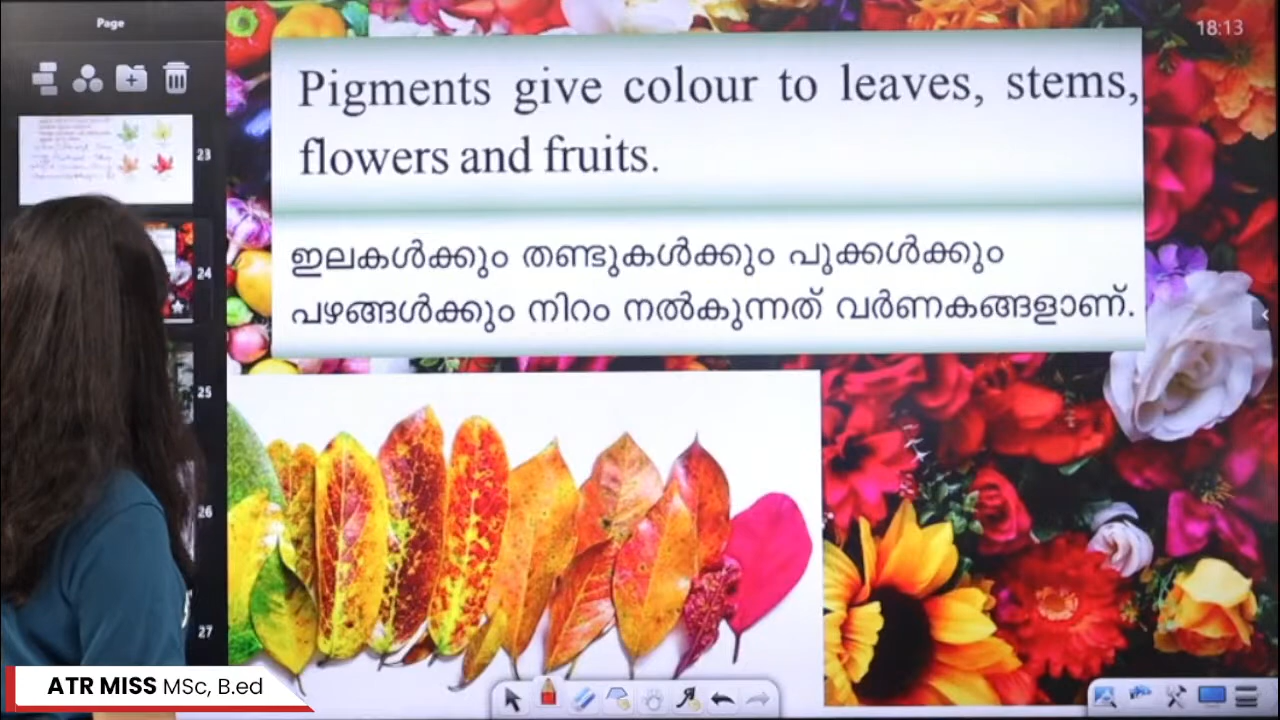 Page
18:13
Pigments give colour to leaves, stems,
flowers and fruits.
ഇലകൾക്കും തണ്ടുകൾക്കും പൂക്കൾക്കും
പഴങ്ങൾക്കും നിറം നൽകുന്നത് വർണകങ്ങളാണ്.
23
24
25
26
27
ATR MISS MSc, B.ed